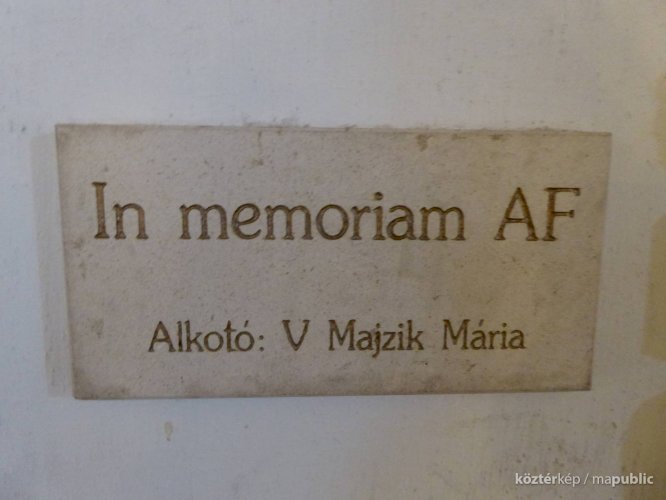 In memoriam AF
Alkotó: V Majzik Mária
köztérkép / mapublic